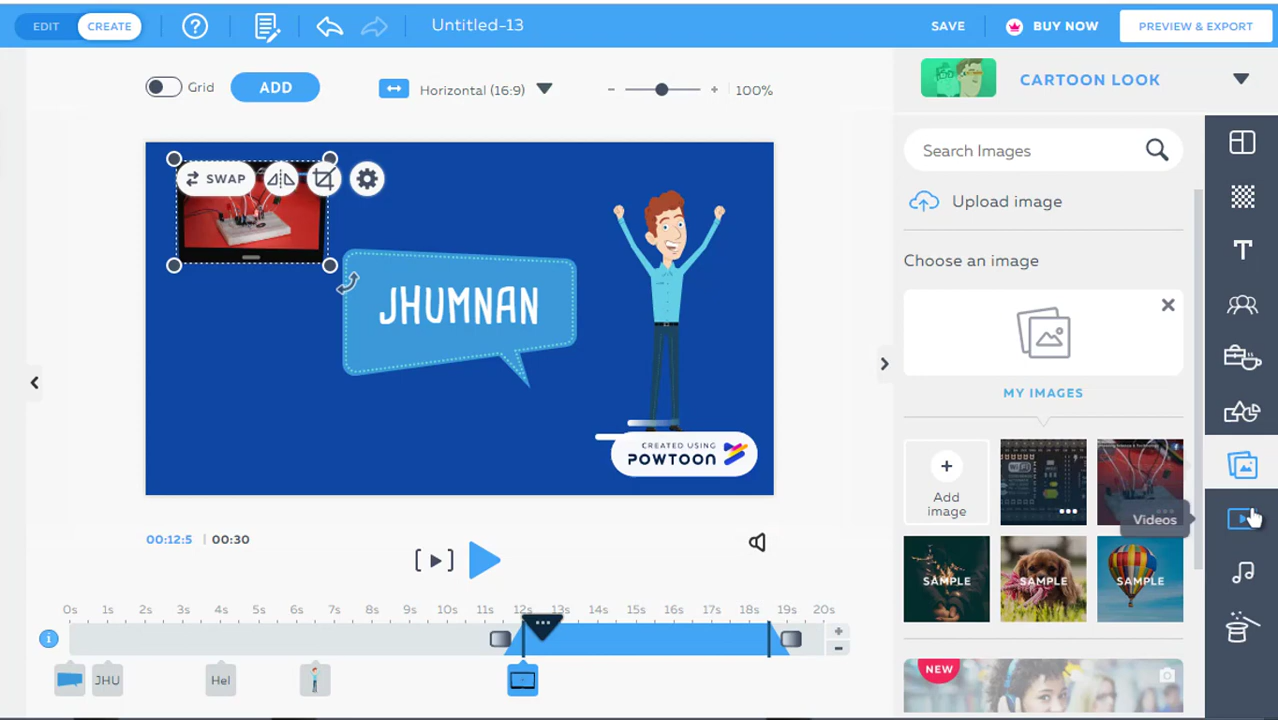 EDIT CREATE Untitled-13 SAVE BUY NOW PREVIEW & EXPORT
Grid ADD Horizontal (16:9) - + 100% CARTOON LOOK
Search Images
SWAP
Upload image
Choose an image
JHUMNAN
MY IMAGES
CREATED USING
POWTOON
Add
image
Videos
00:12:5 00:30
SAMPLE SAMPLE SAMPLE
0s 1s 2s 3s 4s 5s 6s 7s 8s 9s 10s 11s 12s 13s 14s 15s 16s 17s 18s 19s 20s
JHU Hel
NEW